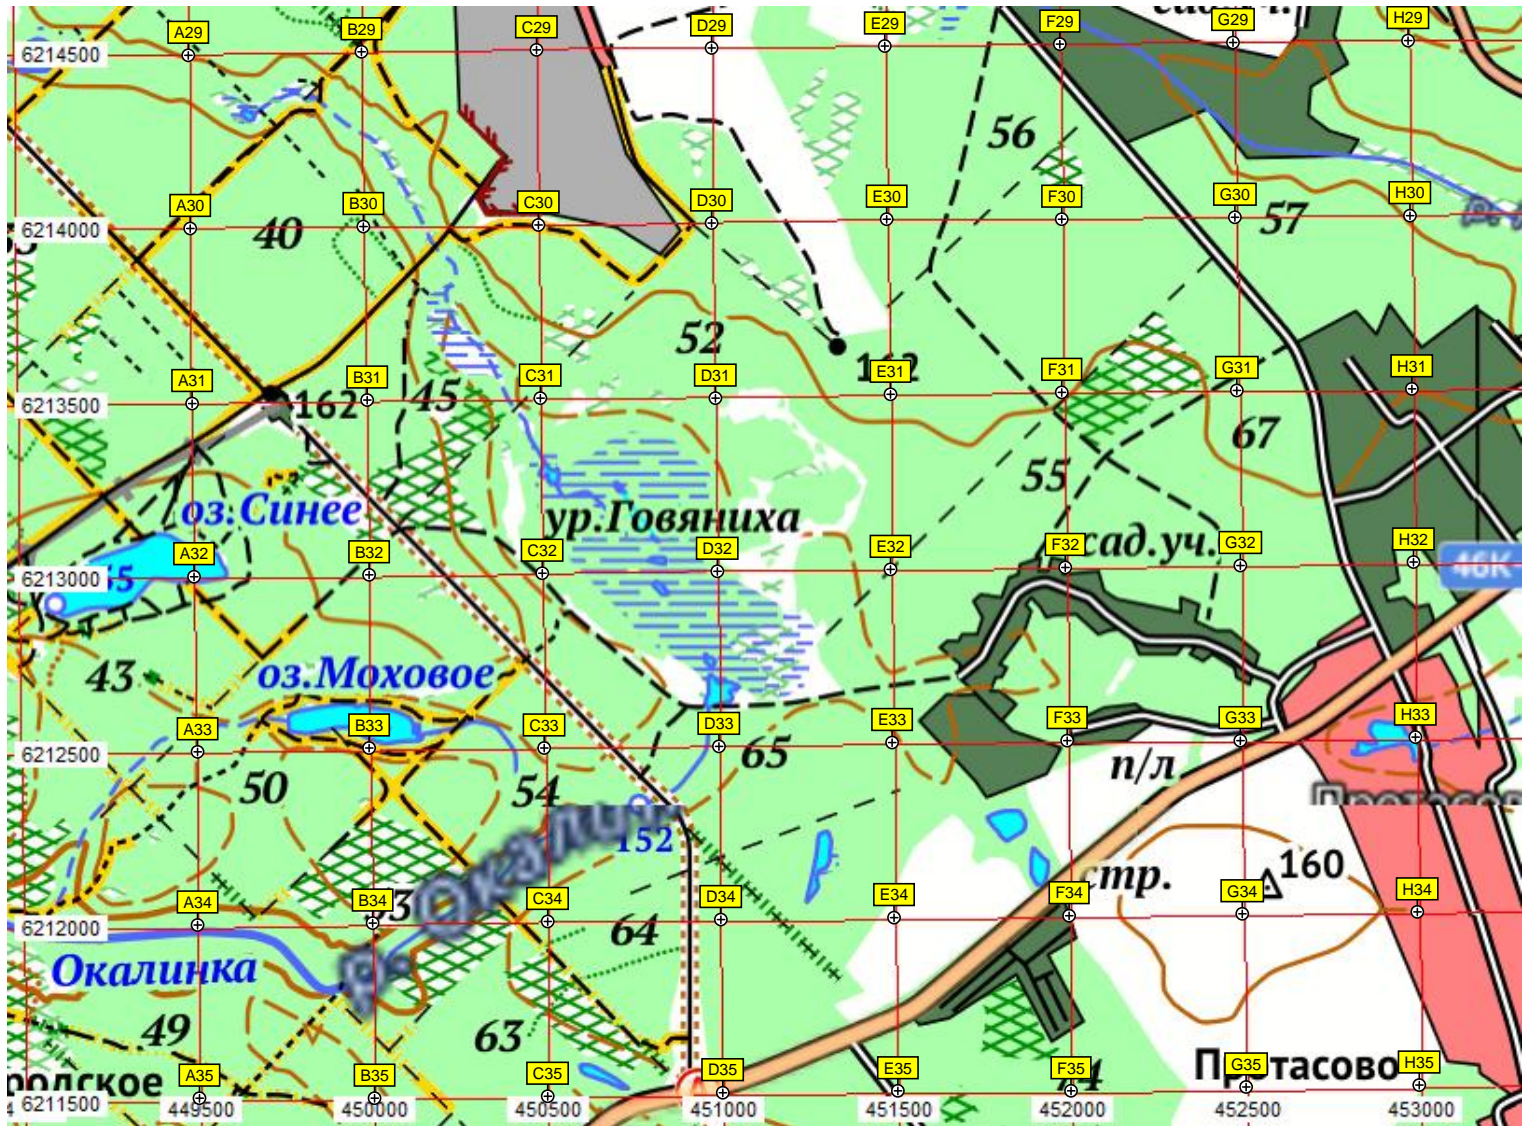 A29 B29 C29 D29 E29 F29 G29 H29
6214500
56
A30 B30 C30 D30 E30 F30 G30 H30
40 57
6214000
52
162
A31 B31 C31 D31 E31 F31 G31 H31
6213500
162 45 67
55
оз.Синее ур.Говяниха
A32 B32 C32 D32 E32 F32 G32 H32
сад.уч.
46К
6213000
43 оз.Моховое
A33 B33 C33 D33 E33 F33 G33 H33
6212500
50 54 65 п/л
152
р. Окалинка
стр. 160
A34 B34 C34 D34 E34 F34 G34 H34
6212000
64
Окалинка
49 63
Протасово
A35 B35 C35 D35 E35 F35 G35 H35
6211500
449500 450000 450500 451000 451500 452000 452500 453000